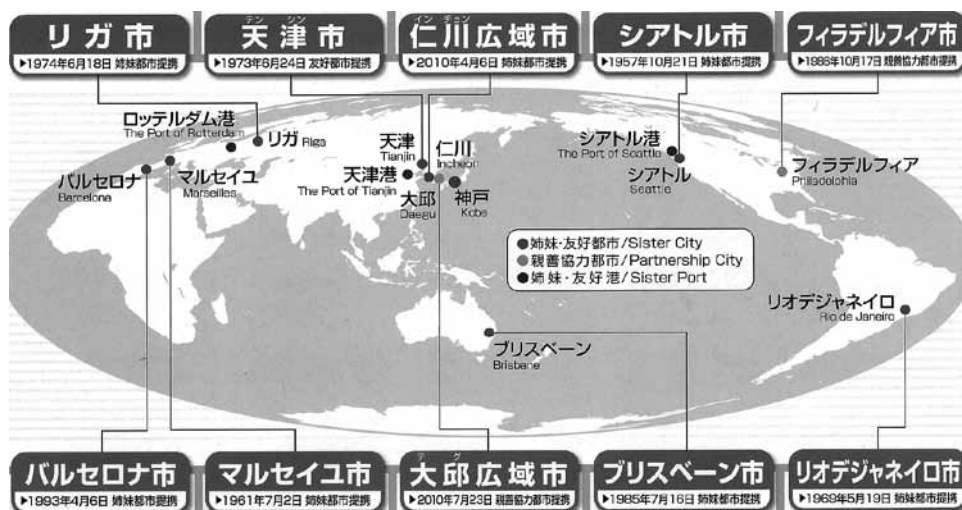 リガ市
▶1974年6月18日 姉妹都市提携
テン シン
天津市
▶1973年6月24日 友好都市提携
イン チョン
仁川広域市
▶2010年4月6日 姉妹都市提携
シアトル市
▶1957年10月21日 姉妹都市提携
フィラデルフィア市
▶1986年10月17日 親善協力都市提携
ロッテルダム港
The Port of Rotterdam
リガ Riga
バルセロナ
Barcelona
マルセイユ
Marseilles
天津
Tianjin
天津港
The Port of Tianjin
仁川
Incheon
大邱
Daegu
神戸
Kobe
シアトル港
The Port of Seattle
シアトル
Seattle
フィラデルフィア
Philadelphia
姉妹・友好都市/Sister City
親善協力都市/Partnership City
姉妹・友好港/Sister Port
リオデジャネイロ
Rio de Janeiro
ブリスベーン
Brisbane
バルセロナ市
▶1993年4月6日 姉妹都市提携
マルセイユ市
▶1961年7月2日 姉妹都市提携
テ グ
大邱広域市
▶2010年7月23日 親善協力都市提携
ブリスベーン市
▶1985年7月16日 姉妹都市提携
リオデジャネイロ市
▶1969年5月19日 姉妹都市提携